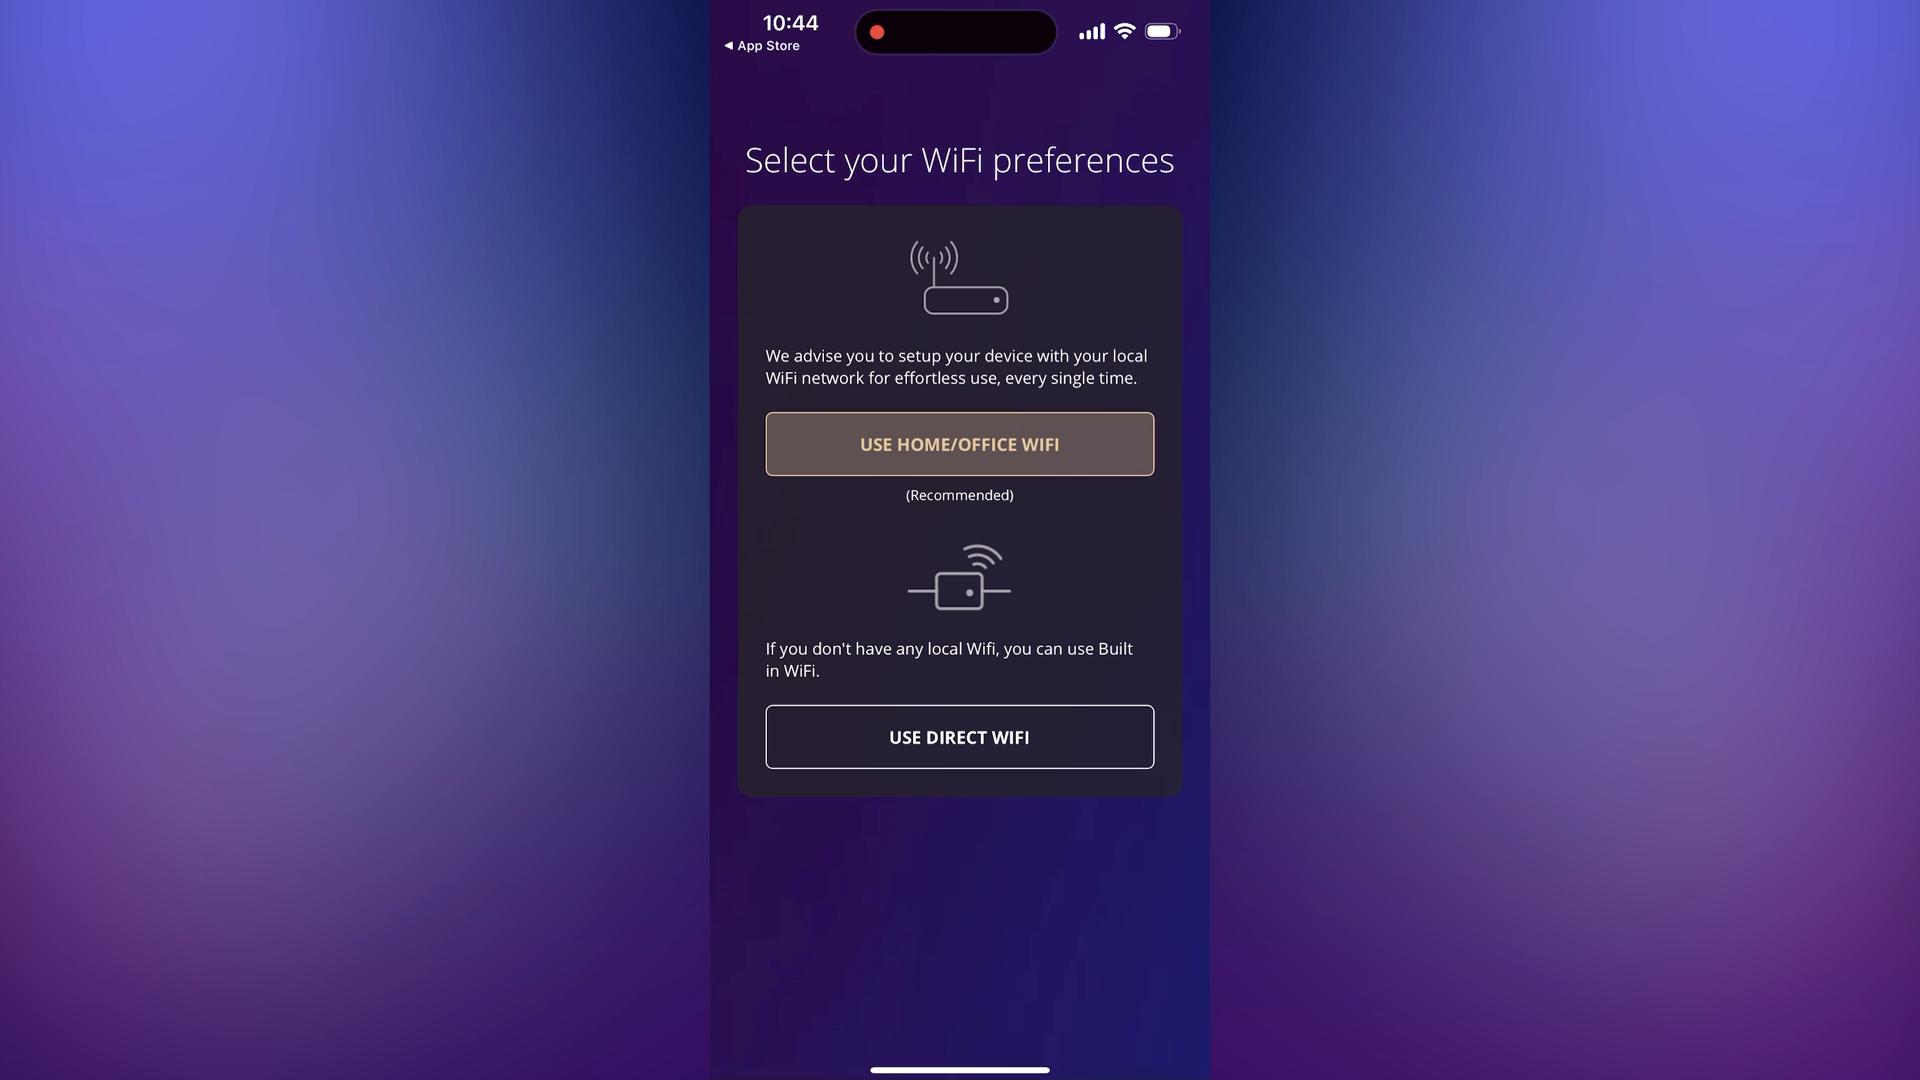 10:44
◀ App Store
Select your WiFi preferences
We advise you to setup your device with your local
WiFi network for effortless use, every single time.
USE HOME/OFFICE WIFI
(Recommended)
If you don't have any local Wifi, you can use Built
in WiFi.
USE DIRECT WIFI